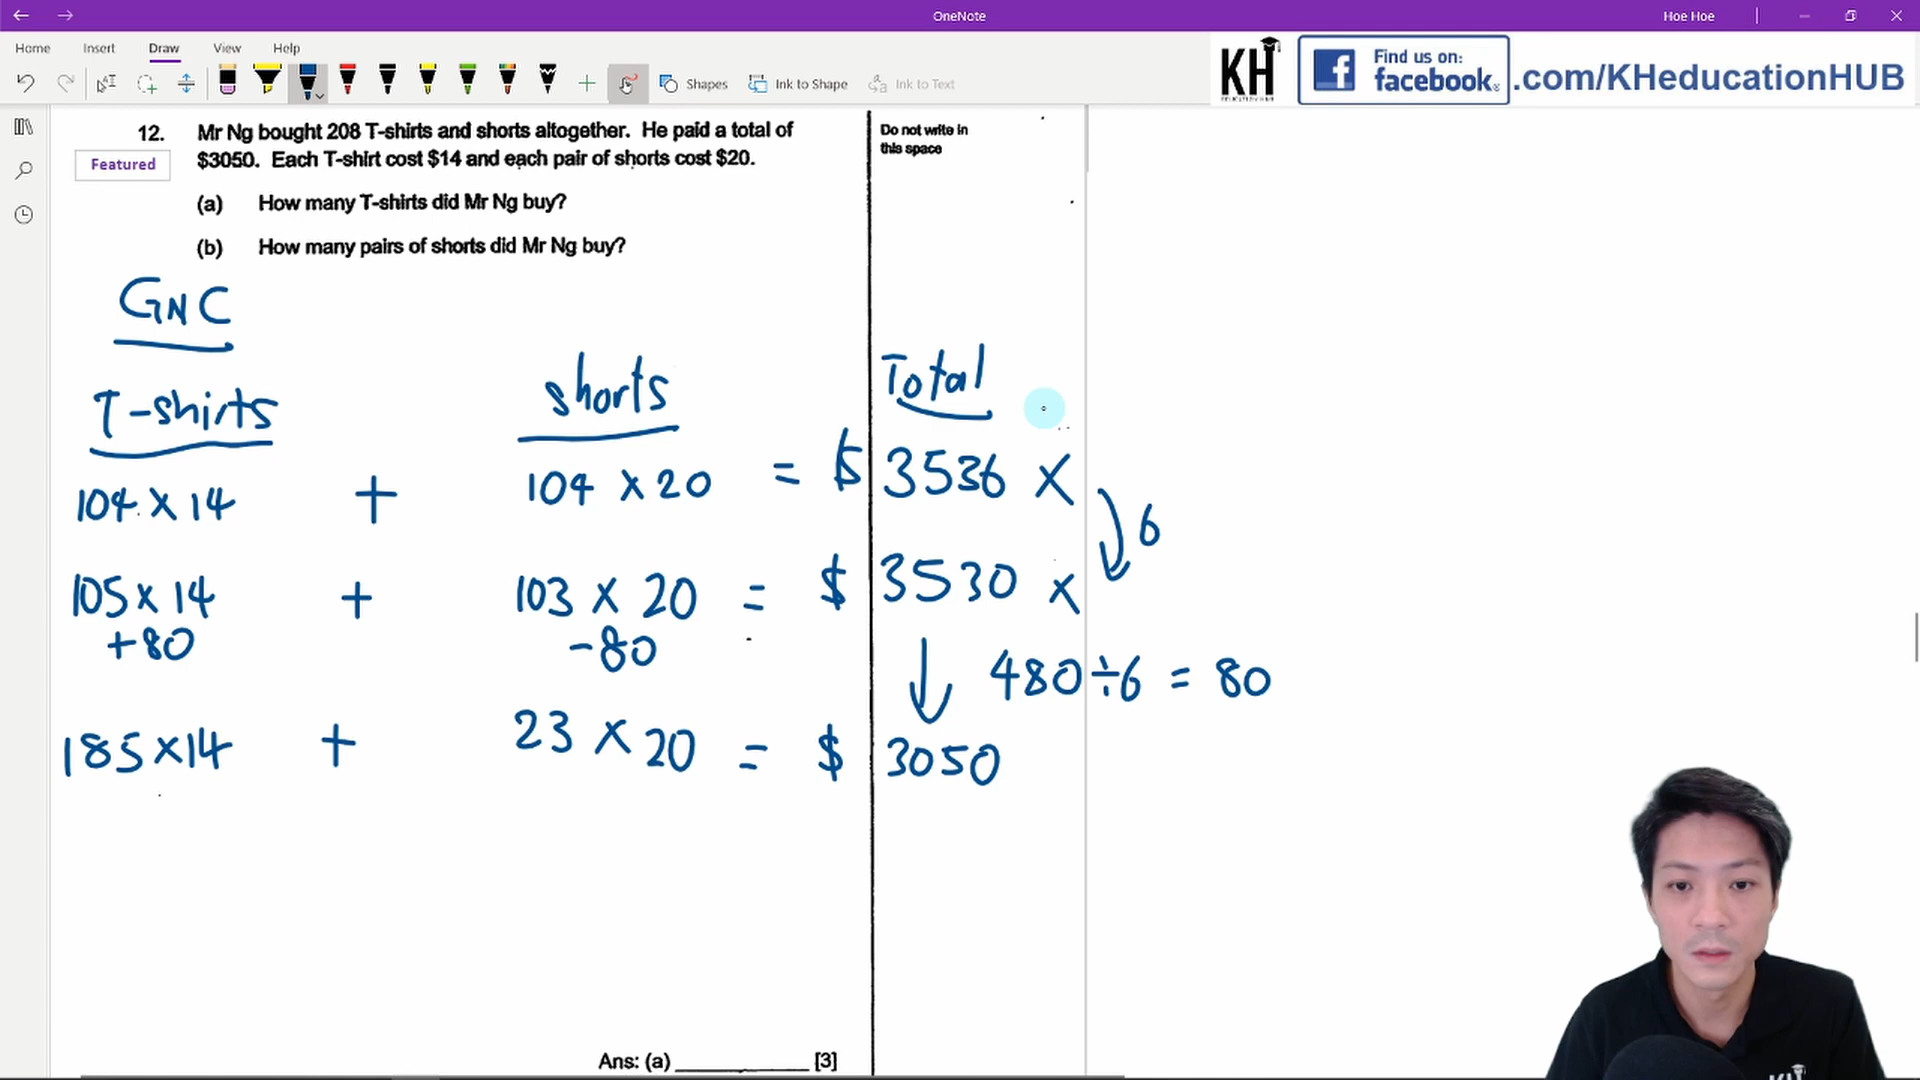 OneNote
Hoe Hoe
Home Insert Draw View Help
Shapes Ink to Shape Ink to Text
KH EDUCATION HUB Find us on: facebook .com/KHeducationHUB
Featured
12. Mr Ng bought 208 T-shirts and shorts altogether. He paid a total of
$3050. Each T-shirt cost $14 and each pair of shorts cost $20.
Do not write in
this space
(a) How many T-shirts did Mr Ng buy?
(b) How many pairs of shorts did Mr Ng buy?
GNC
T-shirts shorts Total
104 × 14 + 104 × 20 = $ 3536 ×
6
105 × 14 + 103 × 20 = $ 3530 ×
+80 -80
480 ÷ 6 = 80
185 × 14 + 23 × 20 = $ 3050
Ans: (a) __________ [3]
KH